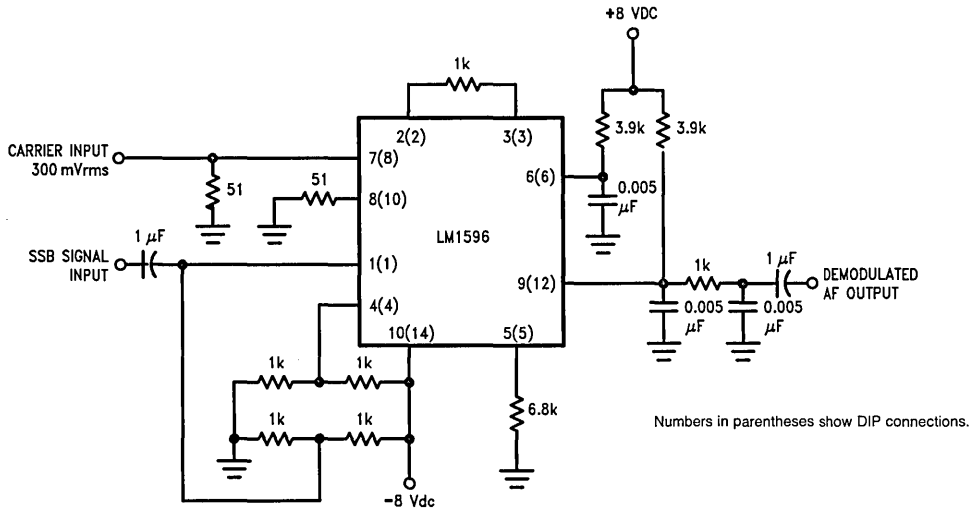 +8 VDC
1k
2(2)
3(3)
3.9k
3.9k
CARRIER INPUT
300 mVrms
7(8)
6(6)
51
51
8(10)
0.005
μF
LM1596
1 μF
SSB SIGNAL
INPUT
1(1)
9(12)
1k
1 μF
DEMODULATED
AF OUTPUT
4(4)
0.005
μF
0.005
μF
10(14)
5(5)
1k
1k
6.8k
1k
1k
Numbers in parentheses show DIP connections.
-8 Vdc